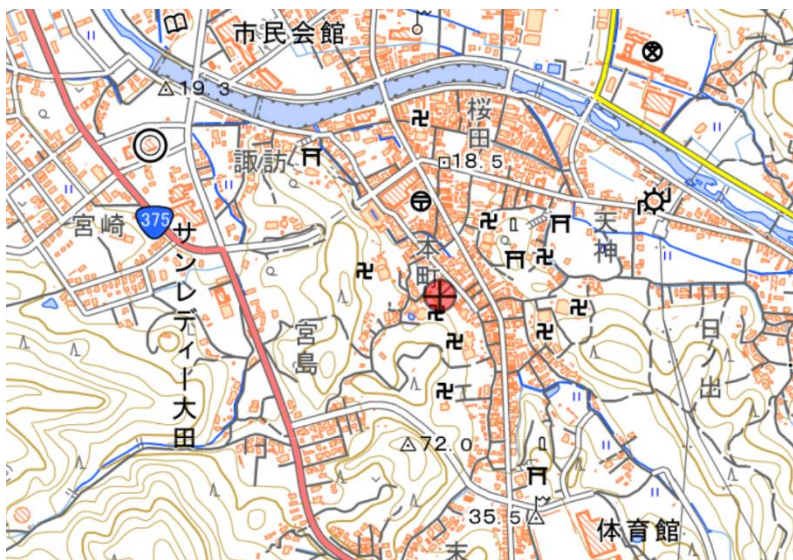 市民会館
19.3
桜田
諏訪
18.5
宮崎
375
サンレディー大田
本町
天神
宮島
日ノ出
72.0
35.5
体育館
末